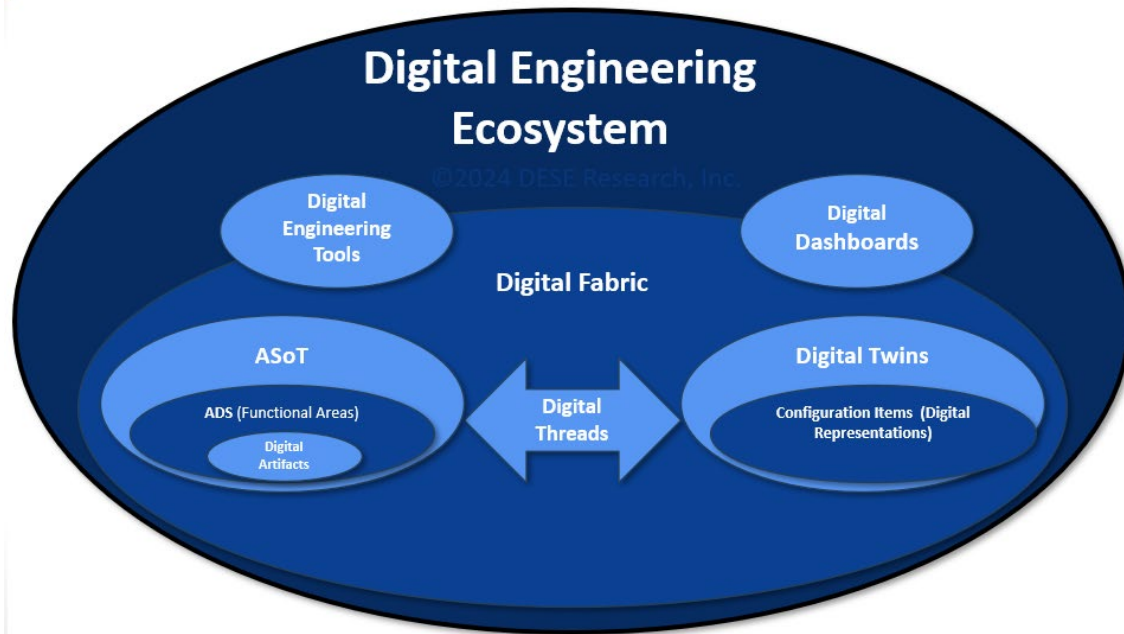 Digital Engineering
Ecosystem
©2024 DESE Research, Inc.
Digital
Engineering
Tools
Digital
Dashboards
Digital Fabric
ASoT
ADS (Functional Areas)
Digital
Artifacts
Digital
Threads
Digital Twins
Configuration Items (Digital
Representations)